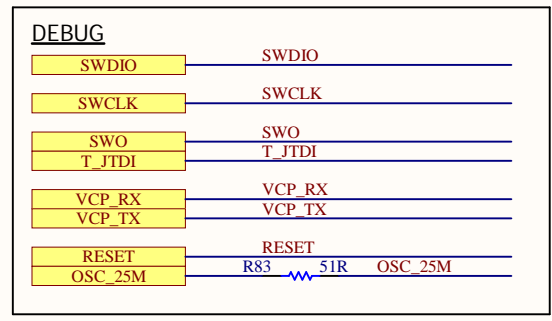 DEBUG
SWDIO SWDIO
SWCLK SWCLK
SWO SWO
T_JTDI T_JTDI
VCP_RX VCP_RX
VCP_TX VCP_TX
RESET RESET
OSC_25M R83 51R OSC_25M